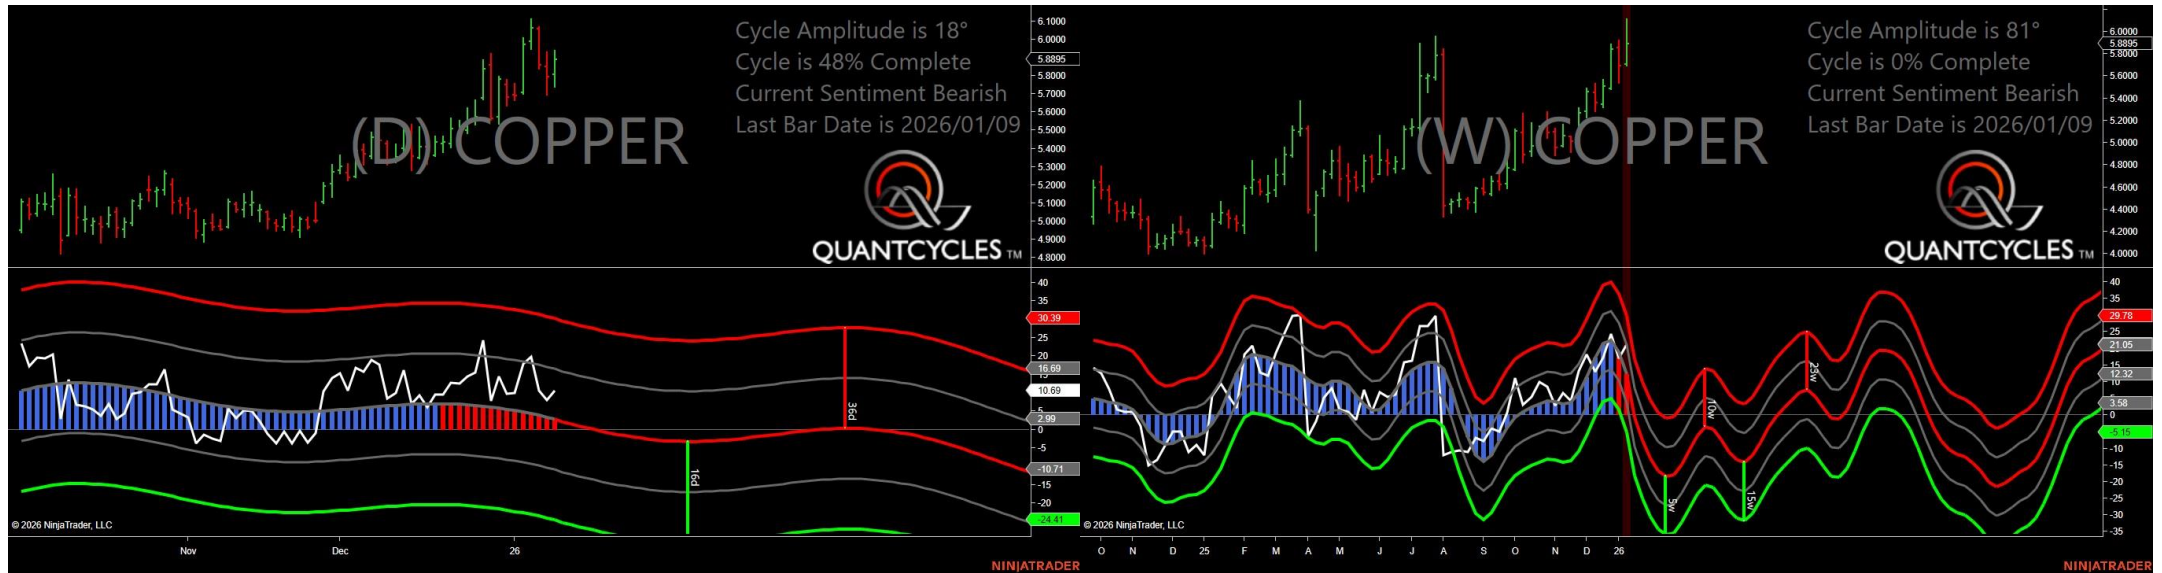 Cycle Amplitude is 18°
Cycle is 48% Complete
Current Sentiment Bearish
Last Bar Date is 2026/01/09
(D) COPPER
QUANTCYCLES TM
6.1000
6.0000
5.8895
5.8000
5.7000
5.6000
5.5000
5.4000
5.3000
5.2000
5.1000
5.0000
4.9000
4.8000
40
35
30.39
25
20
16.69
15
10.69
5
2.99
0
-5
-10.71
-15
-20
-24.41
36d
16d
© 2026 NinjaTrader, LLC
Nov
Dec
26
NINJATRADER
Cycle Amplitude is 81°
Cycle is 0% Complete
Current Sentiment Bearish
Last Bar Date is 2026/01/09
(W) COPPER
QUANTCYCLES TM
6.0000
5.8895
5.8000
5.6000
5.4000
5.2000
5.0000
4.8000
4.6000
4.4000
4.2000
4.0000
40
35
29.78
25
21.05
15
12.32
10
3.58
0
-5.15
-10
-15
-20
-25
-30
-35
10w
23w
5w
15w
© 2026 NinjaTrader, LLC
O N D 25 F M A M J J A S O N D 26
NINJATRADER